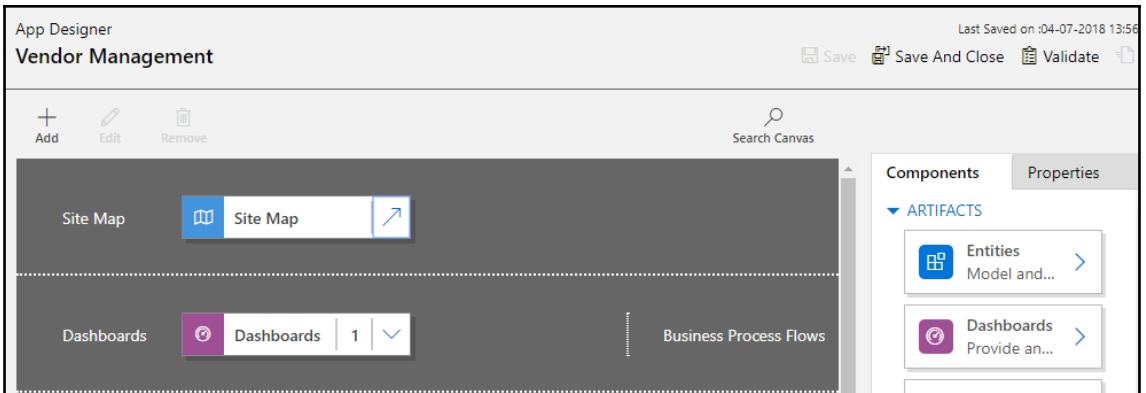 App Designer
Last Saved on :04-07-2018 13:56
Vendor Management
Save
Save And Close
Validate
Add
Edit
Remove
Search Canvas
Components
Properties
Site Map
Site Map
ARTIFACTS
Entities
Model and...
Dashboards
Dashboards
1
Business Process Flows
Dashboards
Provide an...